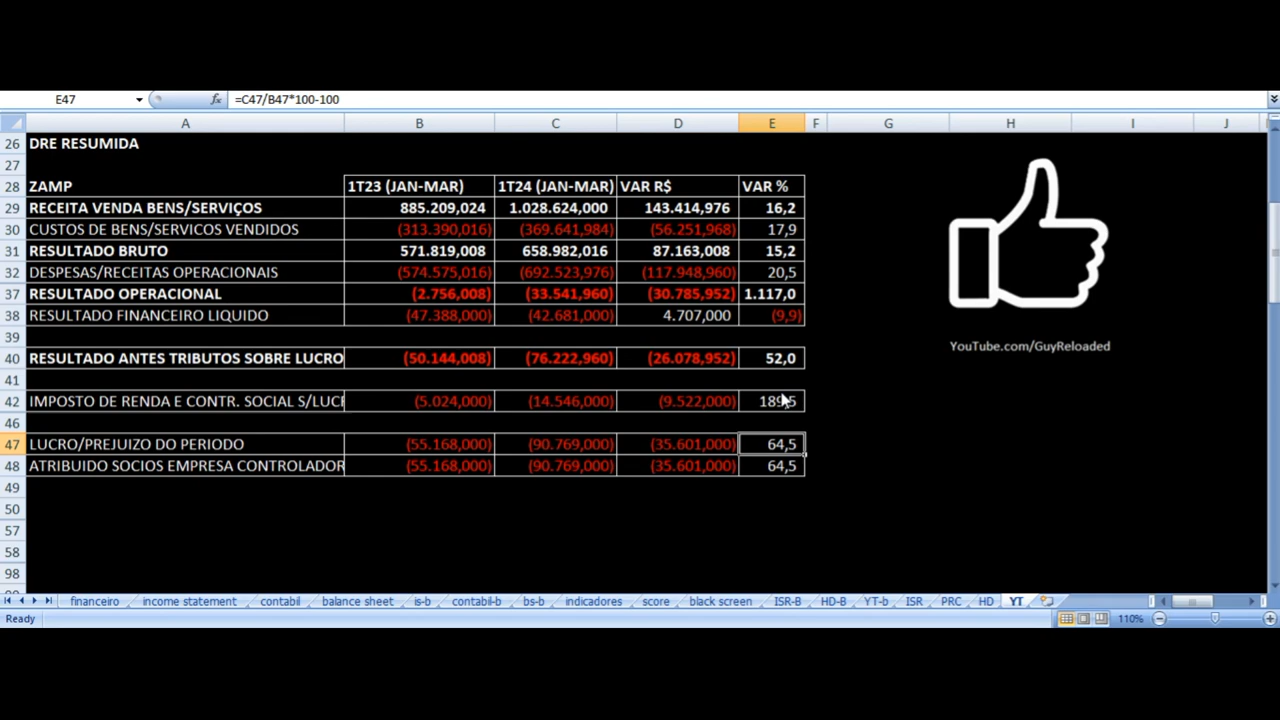 E47 fx =C47/B47*100-100
A B C D E F G H I J
26 DRE RESUMIDA
27
28 ZAMP 1T23 (JAN-MAR) 1T24 (JAN-MAR) VAR R$ VAR %
29 RECEITA VENDA BENS/SERVIÇOS 885.209,024 1.028.624,000 143.414,976 16,2
30 CUSTOS DE BENS/SERVICOS VENDIDOS (313.390,016) (369.641,984) (56.251,968) 17,9
31 RESULTADO BRUTO 571.819,008 658.982,016 87.163,008 15,2
32 DESPESAS/RECEITAS OPERACIONAIS (574.575,016) (692.523,976) (117.948,960) 20,5
37 RESULTADO OPERACIONAL (2.756,008) (33.541,960) (30.785,952) 1.117,0
38 RESULTADO FINANCEIRO LIQUIDO (47.388,000) (42.681,000) 4.707,000 (9,9)
YouTube.com/GuyReloaded
39
40 RESULTADO ANTES TRIBUTOS SOBRE LUCRO (50.144,008) (76.222,960) (26.078,952) 52,0
41
42 IMPOSTO DE RENDA E CONTR. SOCIAL S/LUCR (5.024,000) (14.546,000) (9.522,000) 189,5
46
47 LUCRO/PREJUIZO DO PERIODO (55.168,000) (90.769,000) (35.601,000) 64,5
48 ATRIBUIDO SOCIOS EMPRESA CONTROLADOR (55.168,000) (90.769,000) (35.601,000) 64,5
49
50
57
58
98
financeiro income statement contabil balance sheet is-b contabil-b bs-b indicadores score black screen ISR-B HD-B YT-b ISR PRC HD YT
Ready 110%